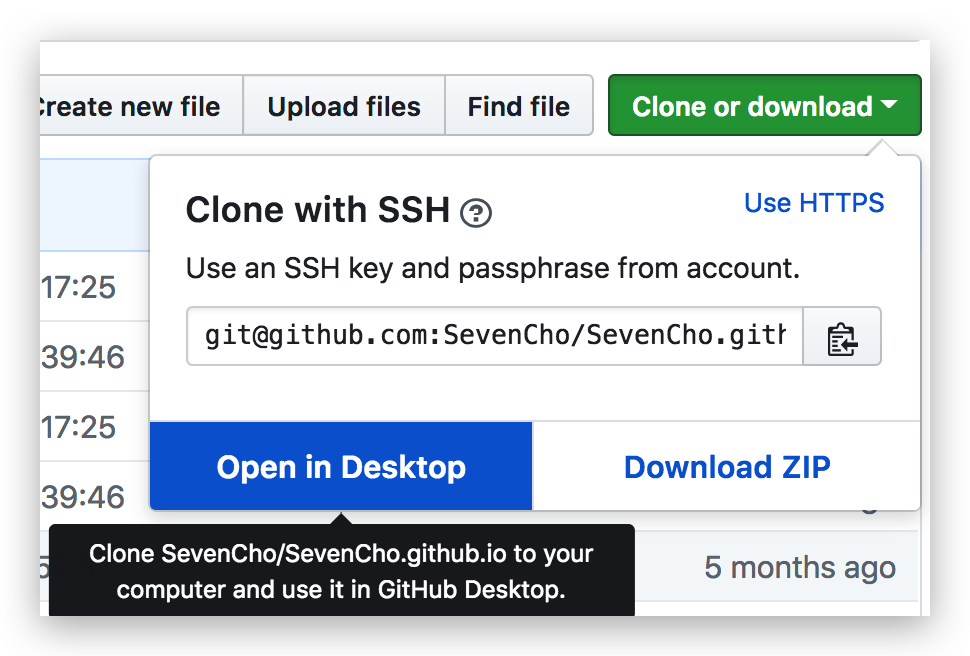 reate new file
Upload files
Find file
Clone or download
Clone with SSH
Use HTTPS
Use an SSH key and passphrase from account.
git@github.com:SevenCho/SevenCho.gith
17:25
39:46
17:25
39:46
Open in Desktop
Download ZIP
Clone SevenCho/SevenCho.github.io to your
computer and use it in GitHub Desktop.
5 months ago